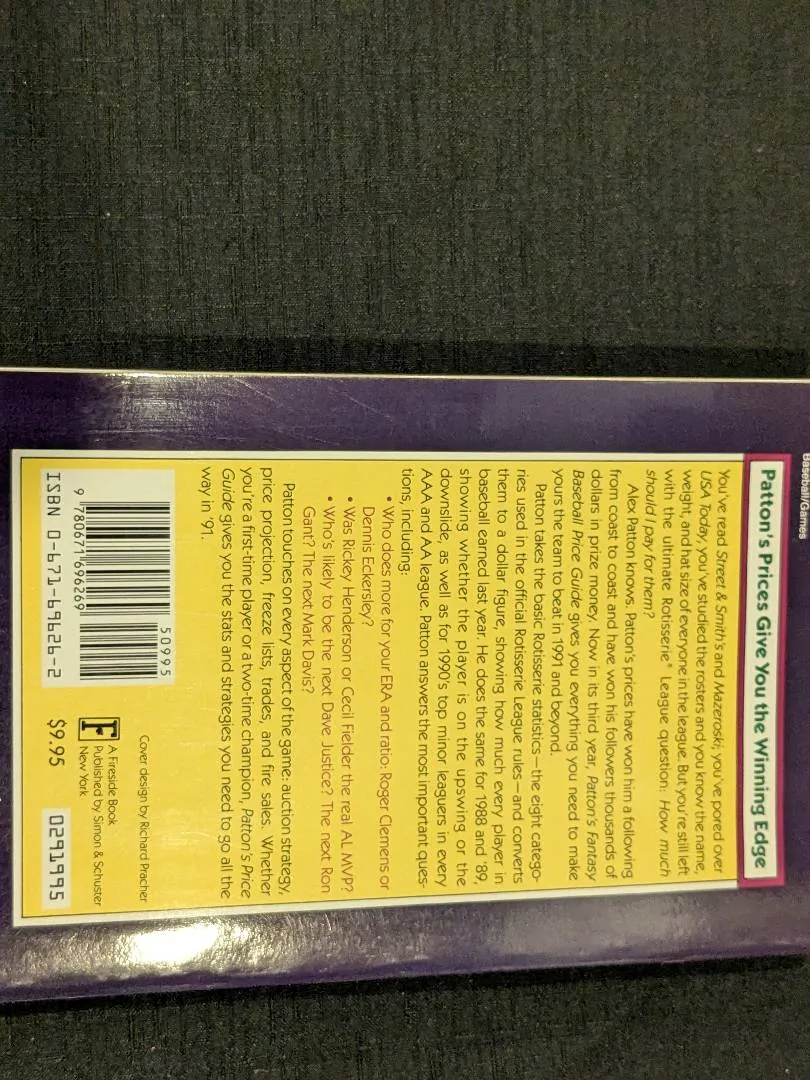 Baseball/Games
Patton's Prices Give You the Winning Edge
You've read Street & Smith's and Mazeroski; you've pored over
USA Today, you've studied the rosters and you know the name,
weight, and hat size of everyone in the league. But you're still left
with the ultimate Rotisserie® League question: How much
should I pay for them?
Alex Patton knows. Patton's prices have won him a following
from coast to coast and have won his followers thousands of
dollars in prize money. Now in its third year, Patton's Fantasy
Baseball Price Guide gives you everything you need to make
yours the team to beat in 1991 and beyond.
Patton takes the basic Rotisserie statistics—the eight catego-
ries used in the official Rotisserie League rules—and converts
them to a dollar figure, showing how much every player in
baseball earned last year. He does the same for 1988 and '89,
showing whether the player is on the upswing or the
downslide, as well as for 1990's top minor leaguers in every
AAA and AA league. Patton answers the most important ques-
tions, including:
• Who does more for your ERA and ratio: Roger Clemens or
Dennis Eckersley?
• Was Rickey Henderson or Cecil Fielder the real AL MVP?
• Who's likely to be the next Dave Justice? The next Ron
Gant? The next Mark Davis?
Patton touches on every aspect of the game: auction strategy,
price projection, freeze lists, trades, and fire sales. Whether
you're a first-time player or a two-time champion, Patton's Price
Guide gives you the stats and strategies you need to go all the
way in '91.
Cover design by Richard Pracher
A Fireside Book
Published by Simon & Schuster
New York
50995
9 780671 696269
ISBN 0-671-69626-2
$9.95
0291995